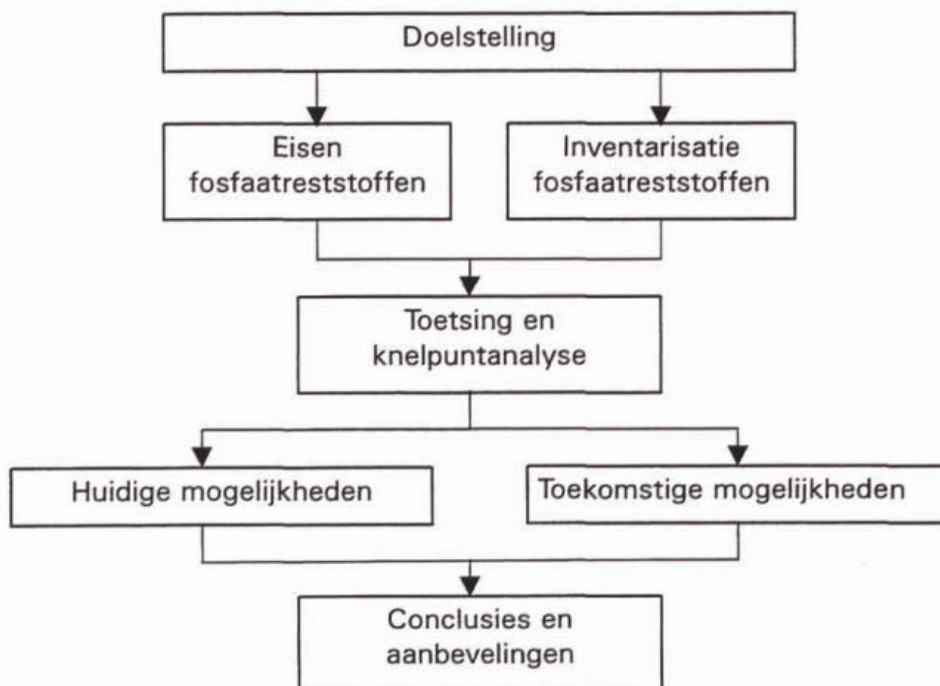 Doelstelling
Eisen
fosfaatreststoffen
Inventarisatie
fosfaatreststoffen
Toetsing en
knelpuntanalyse
Huidige mogelijkheden
Toekomstige mogelijkheden
Conclusies en
aanbevelingen